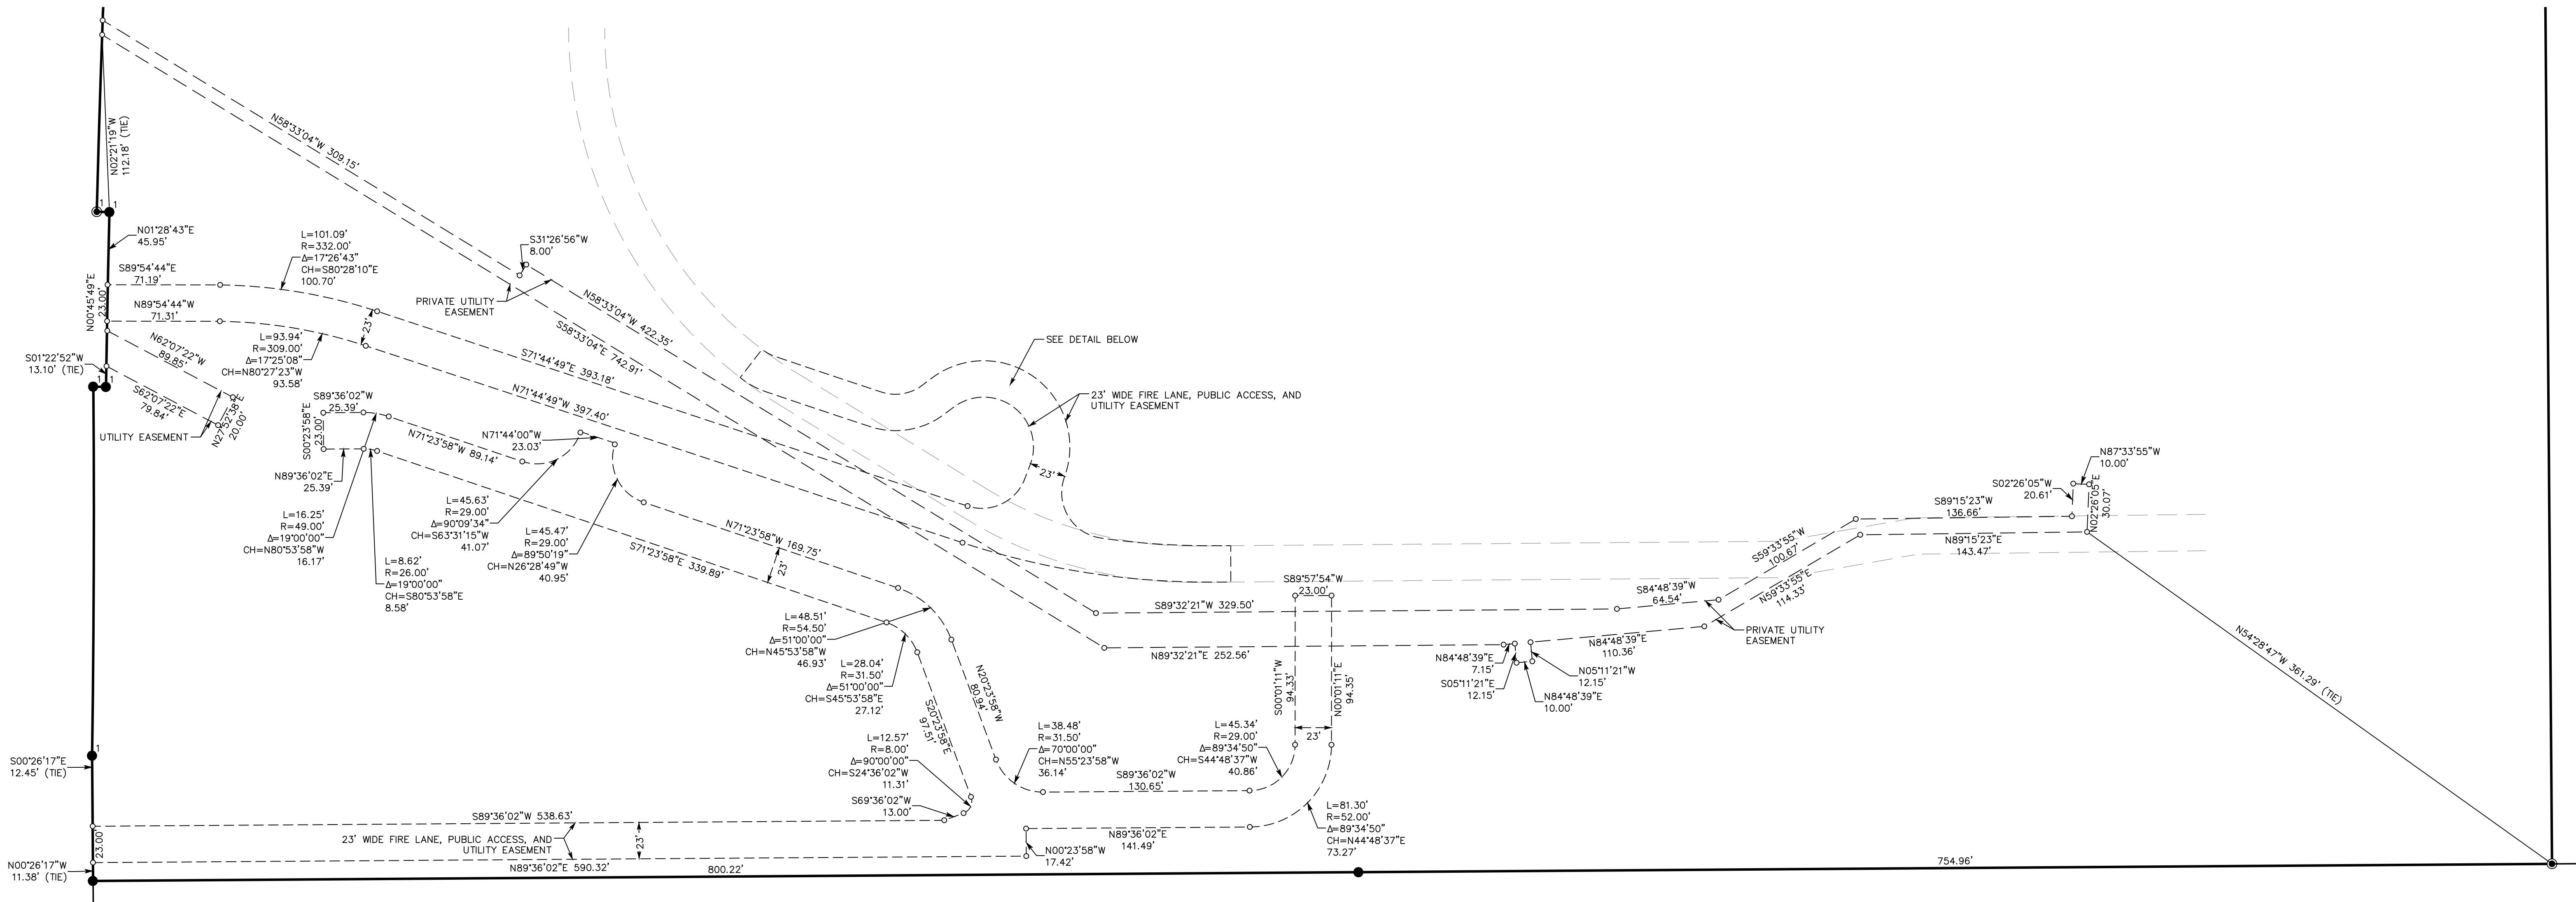 N58°33'04"W 309.15'
N02°21'19"W
112.18' (TIE)
1
1
N01°28'43"E
45.95'
L=101.09'
R=332.00'
Δ=17°26'43"
CH=S80°28'10"E
100.70'
S31°26'56"W
8.00'
S89°54'44"E
71.19'
N00°45'49"E
23.00'
N89°54'44"W
71.31'
PRIVATE UTILITY
EASEMENT
N58°33'04"W 422.35'
S58°33'04"E 742.91'
23'
L=93.94'
R=309.00'
Δ=17°25'08"
CH=N80°27'23"W
93.58'
N62°07'22"W
89.85'
S01°22'52"W
13.10' (TIE)
1
1
S62°07'22"E
79.84'
N27°52'38"E
20.00'
UTILITY EASEMENT
S71°44'49"E 393.18'
N71°44'49"W 397.40'
SEE DETAIL BELOW
23' WIDE FIRE LANE, PUBLIC ACCESS, AND
UTILITY EASEMENT
23'
S89°36'02"W
25.39'
S00°23'58"E
23.00'
N71°23'58"W 89.14'
N71°44'00"W
23.03'
N89°36'02"E
25.39'
L=16.25'
R=49.00'
Δ=19°00'00"
CH=N80°53'58"W
16.17'
L=8.62'
R=26.00'
Δ=19°00'00"
CH=S80°53'58"E
8.58'
L=45.63'
R=29.00'
Δ=90°09'34"
CH=S63°31'15"W
41.07'
L=45.47'
R=29.00'
Δ=89°50'19"
CH=N26°28'49"W
40.95'
N71°23'58"W 169.75'
S71°23'58"E 339.89'
23'
N87°33'55"W
10.00'
S02°26'05"W
20.61'
N02°26'05"E
30.07'
S89°15'23"W
136.66'
N89°15'23"E
143.47'
S59°33'55"W
100.67'
N59°33'55"E
114.33'
S89°57'54"W
23.00'
S84°48'39"W
64.54'
S89°32'21"W 329.50'
N89°32'21"E 252.56'
PRIVATE UTILITY
EASEMENT
N84°48'39"E
110.36'
N84°48'39"E
7.15'
N05°11'21"W
12.15'
S05°11'21"E
12.15'
N84°48'39"E
10.00'
N54°28'47"W 361.29' (TIE)
L=48.51'
R=54.50'
Δ=51°00'00"
CH=N45°53'58"W
46.93'
L=28.04'
R=31.50'
Δ=51°00'00"
CH=S45°53'58"E
27.12'
N20°23'58"W
80.94'
S20°23'58"E
97.51'
S00°01'11"W
94.33'
N00°01'11"E
94.35'
23'
L=12.57'
R=8.00'
Δ=90°00'00"
CH=S24°36'02"W
11.31'
L=38.48'
R=31.50'
Δ=70°00'00"
CH=N55°23'58"W
36.14'
L=45.34'
R=29.00'
Δ=89°34'50"
CH=S44°48'37"W
40.86'
S89°36'02"W
130.65'
1
S00°26'17"E
12.45' (TIE)
S69°36'02"W
13.00'
S89°36'02"W 538.63'
23' WIDE FIRE LANE, PUBLIC ACCESS, AND
UTILITY EASEMENT
23'
23.00'
L=81.30'
R=52.00'
Δ=89°34'50"
CH=N44°48'37"E
73.27'
N89°36'02"E
141.49'
N00°23'58"W
17.42'
N00°26'17"W
11.38' (TIE)
N89°36'02"E 590.32'
800.22'
754.96'